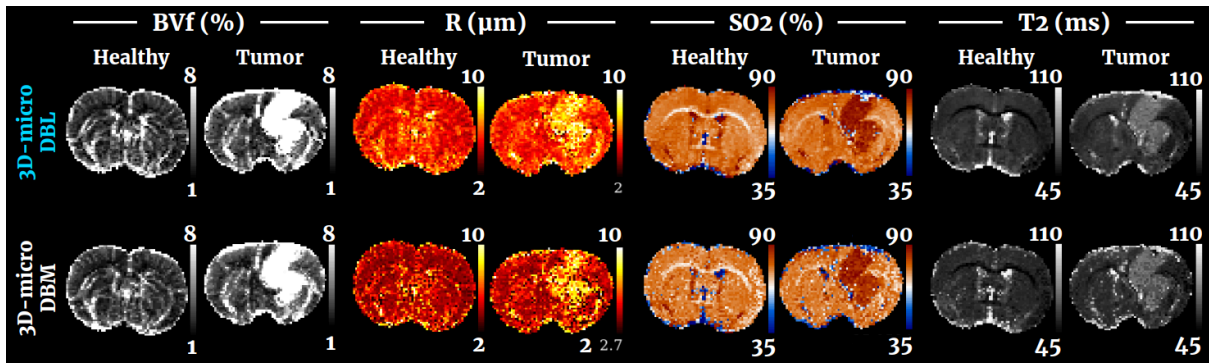 BVf (%) R (µm) SO2 (%) T2 (ms)
Healthy Tumor Healthy Tumor Healthy Tumor Healthy Tumor
8 8 10 10 90 90 110 110
3D-micro
DBL
1 1 2 2 35 35 45 45
8 8 10 10 90 90 110 110
3D-micro
DBM
1 1 2 2 2.7 35 35 45 45